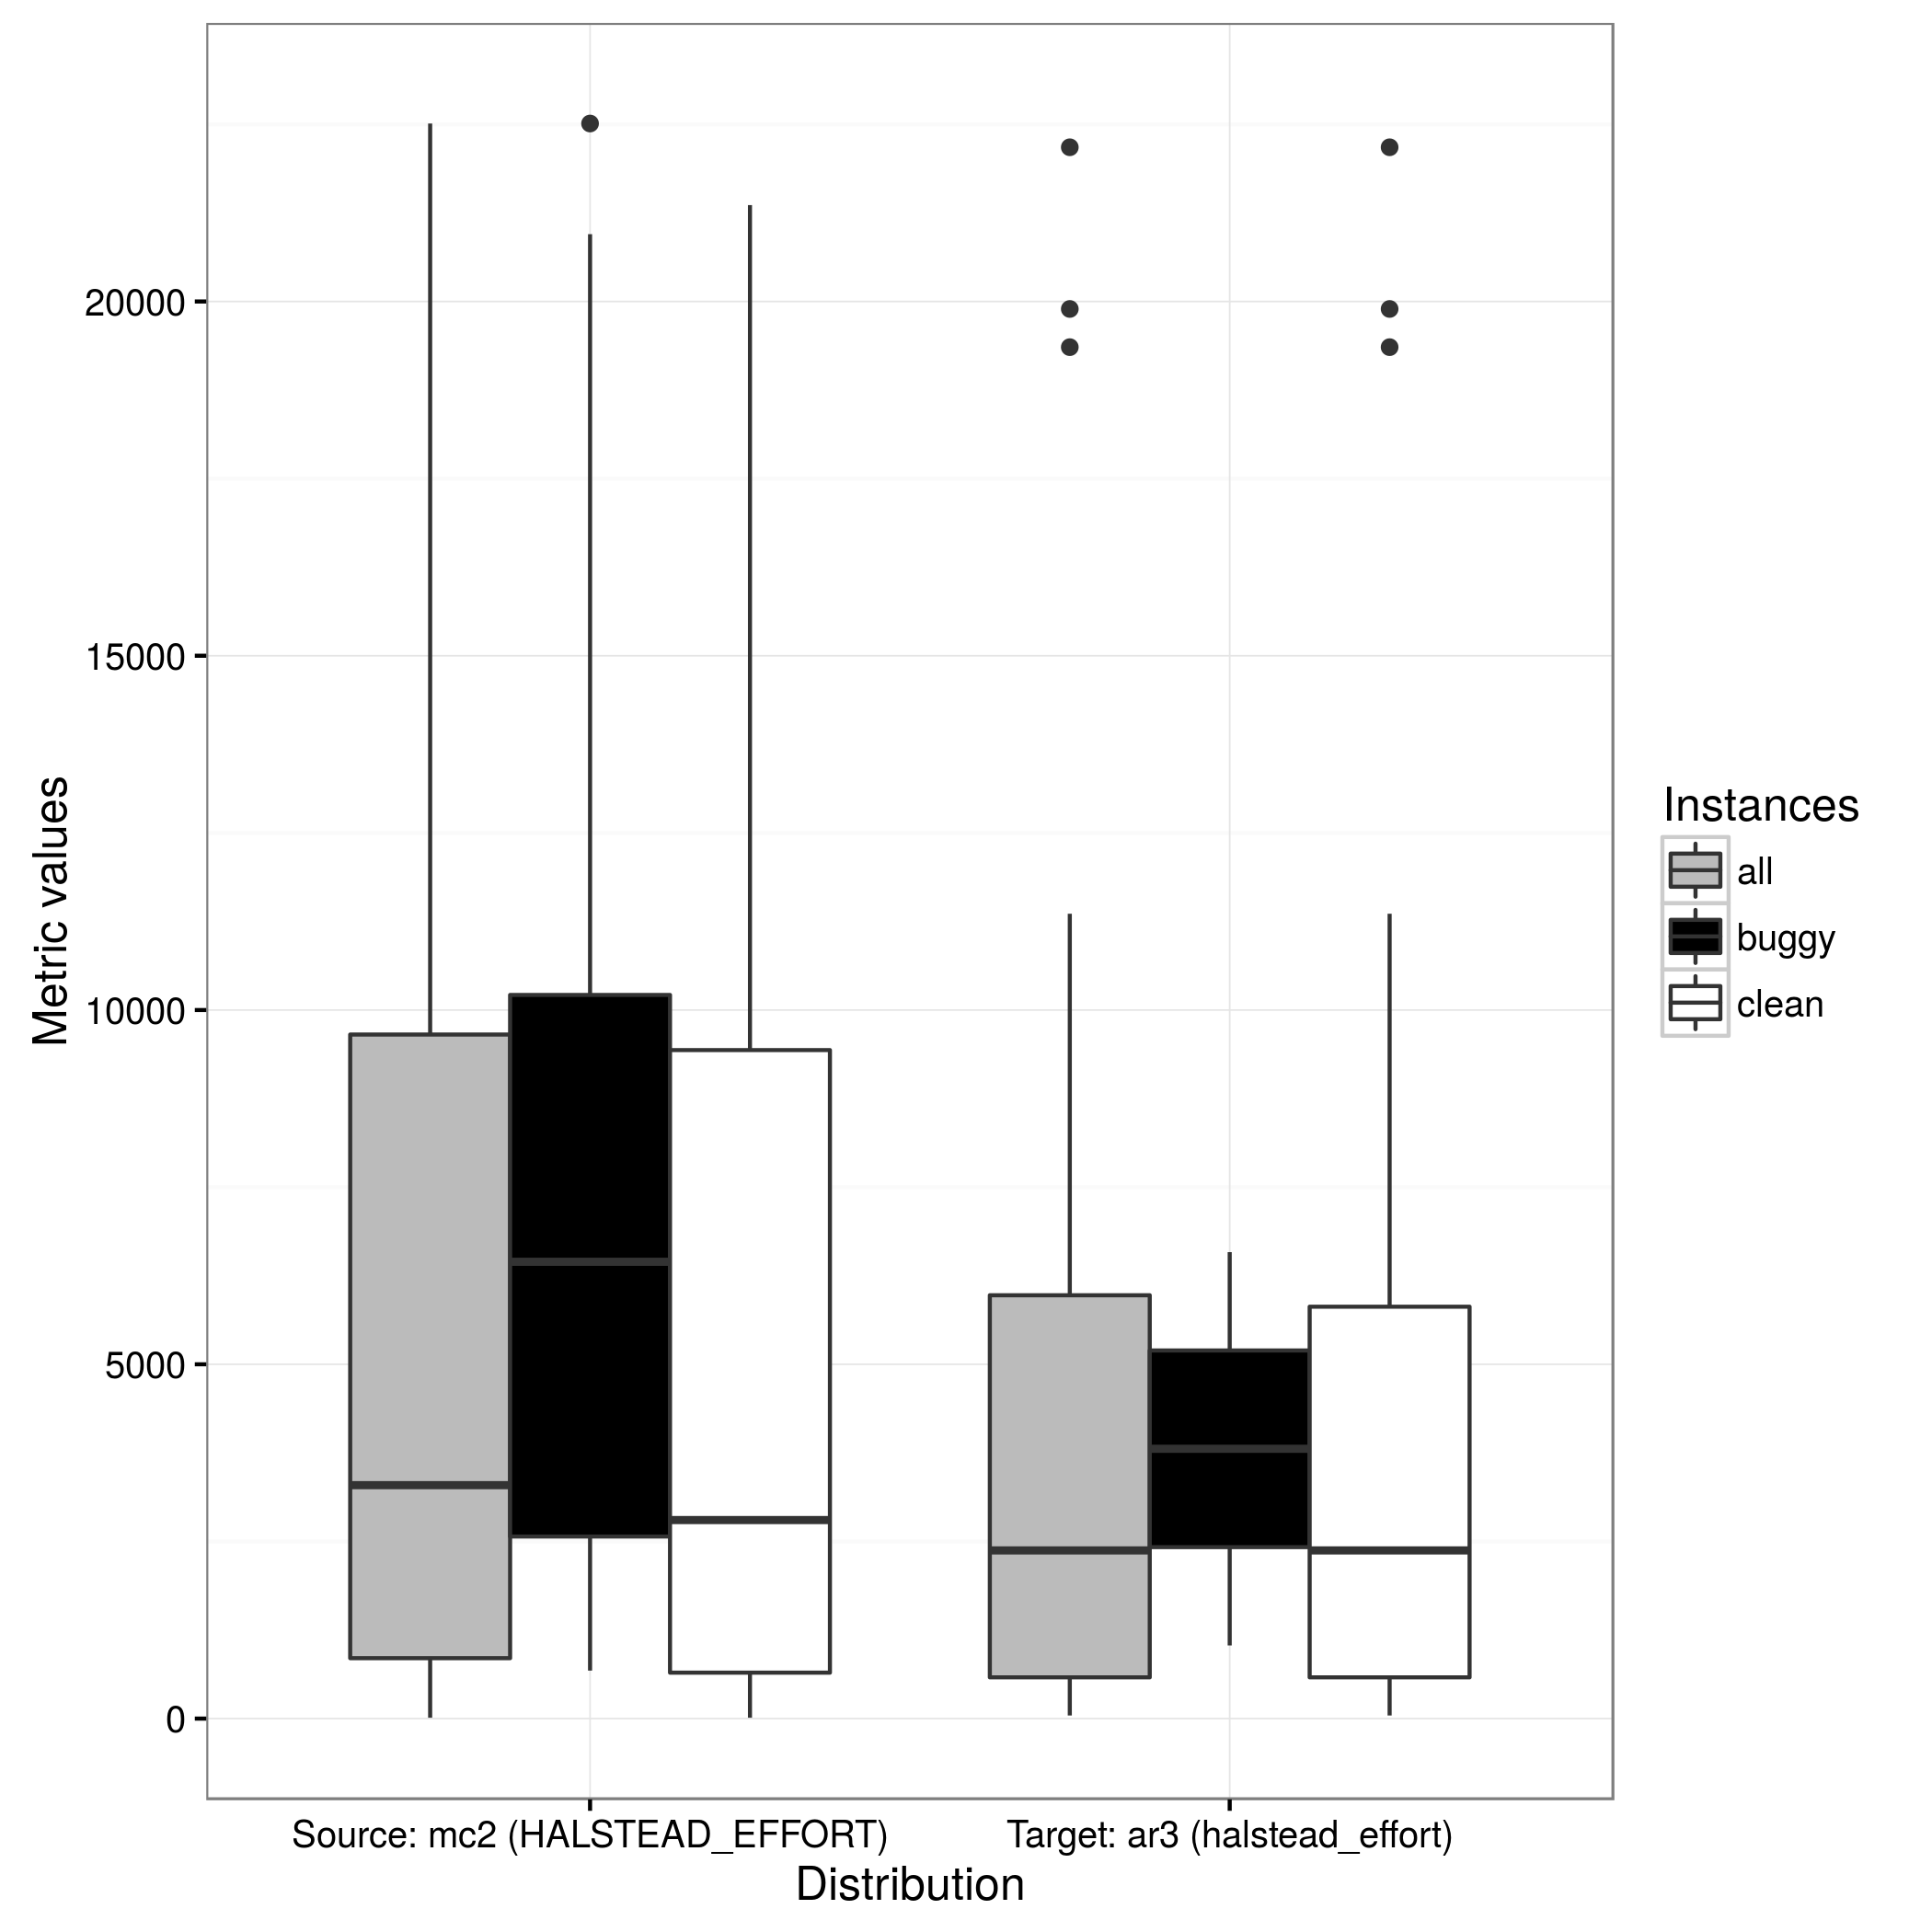 Metric values
20000
15000
10000
5000
0
Source: mc2 (HALSTEAD_EFFORT)
Target: ar3 (halstead_effort)
Distribution
Instances
all
buggy
clean